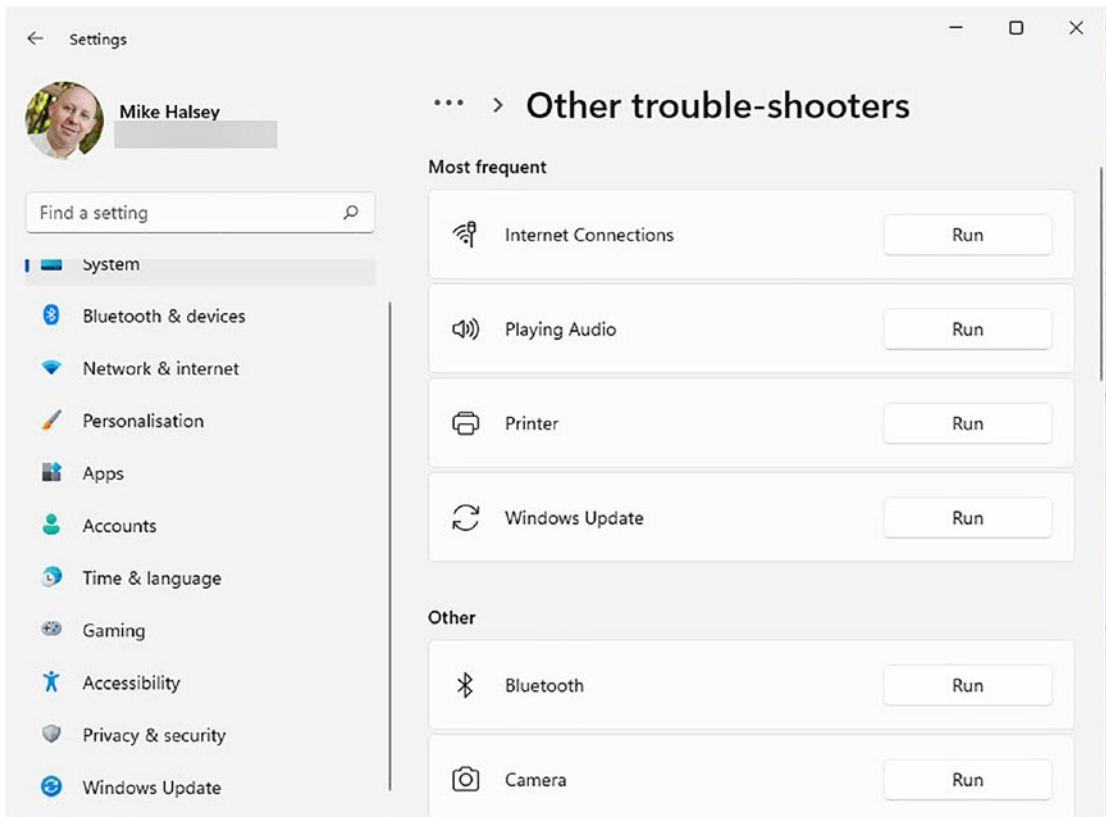 Settings
Mike Halsey
Find a setting
System
Bluetooth & devices
Network & internet
Personalisation
Apps
Accounts
Time & language
Gaming
Accessibility
Privacy & security
Windows Update
... > Other trouble-shooters
Most frequent
Internet Connections Run
Playing Audio Run
Printer Run
Windows Update Run
Other
Bluetooth Run
Camera Run